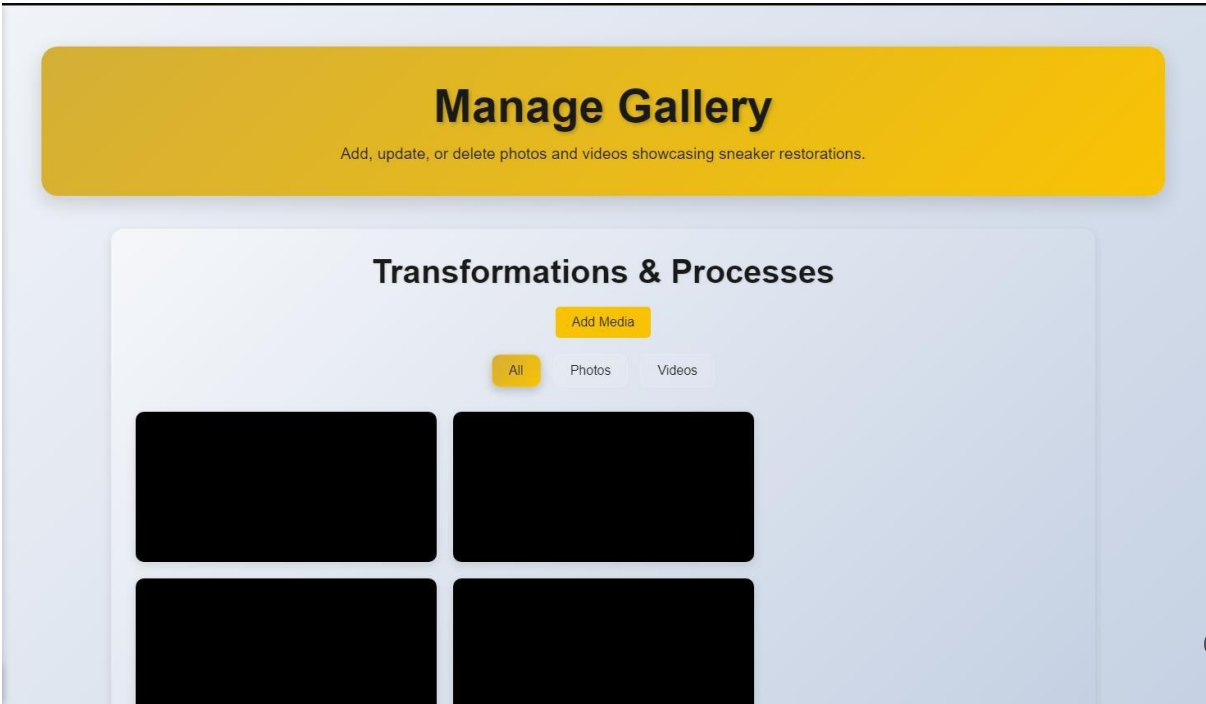 Manage Gallery
Add, update, or delete photos and videos showcasing sneaker restorations.
Transformations & Processes
Add Media
All Photos Videos